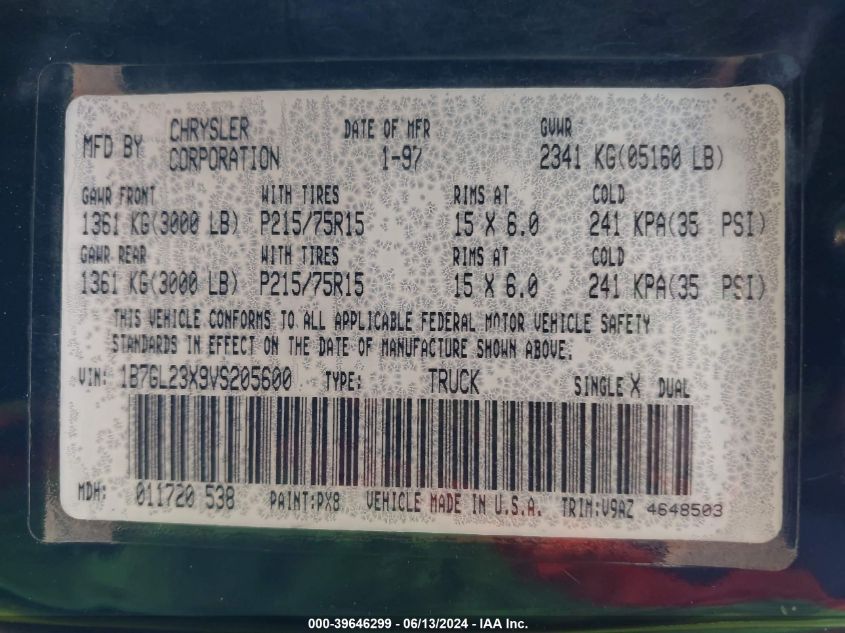 MFD BY CHRYSLER CORPORATION DATE OF MFR 1-97 GVWR 2341 KG(05160 LB)
GAWR FRONT WITH TIRES RIMS AT COLD
1361 KG(3000 LB) P215/75R15 15 X 6.0 241 KPA(35 PSI)
GAWR REAR WITH TIRES RIMS AT COLD
1361 KG(3000 LB) P215/75R15 15 X 6.0 241 KPA(35 PSI)
THIS VEHICLE CONFORMS TO ALL APPLICABLE FEDERAL MOTOR VEHICLE SAFETY
STANDARDS IN EFFECT ON THE DATE OF MANUFACTURE SHOWN ABOVE.
VIN: 1B7GL23X9VS205600 TYPE: TRUCK SINGLE X DUAL
MDH: 011720 538 PAINT:PX8 VEHICLE MADE IN U.S.A. TRIM:V9AZ 4648503
000-39646299 - 06/13/2024 - IAA Inc.